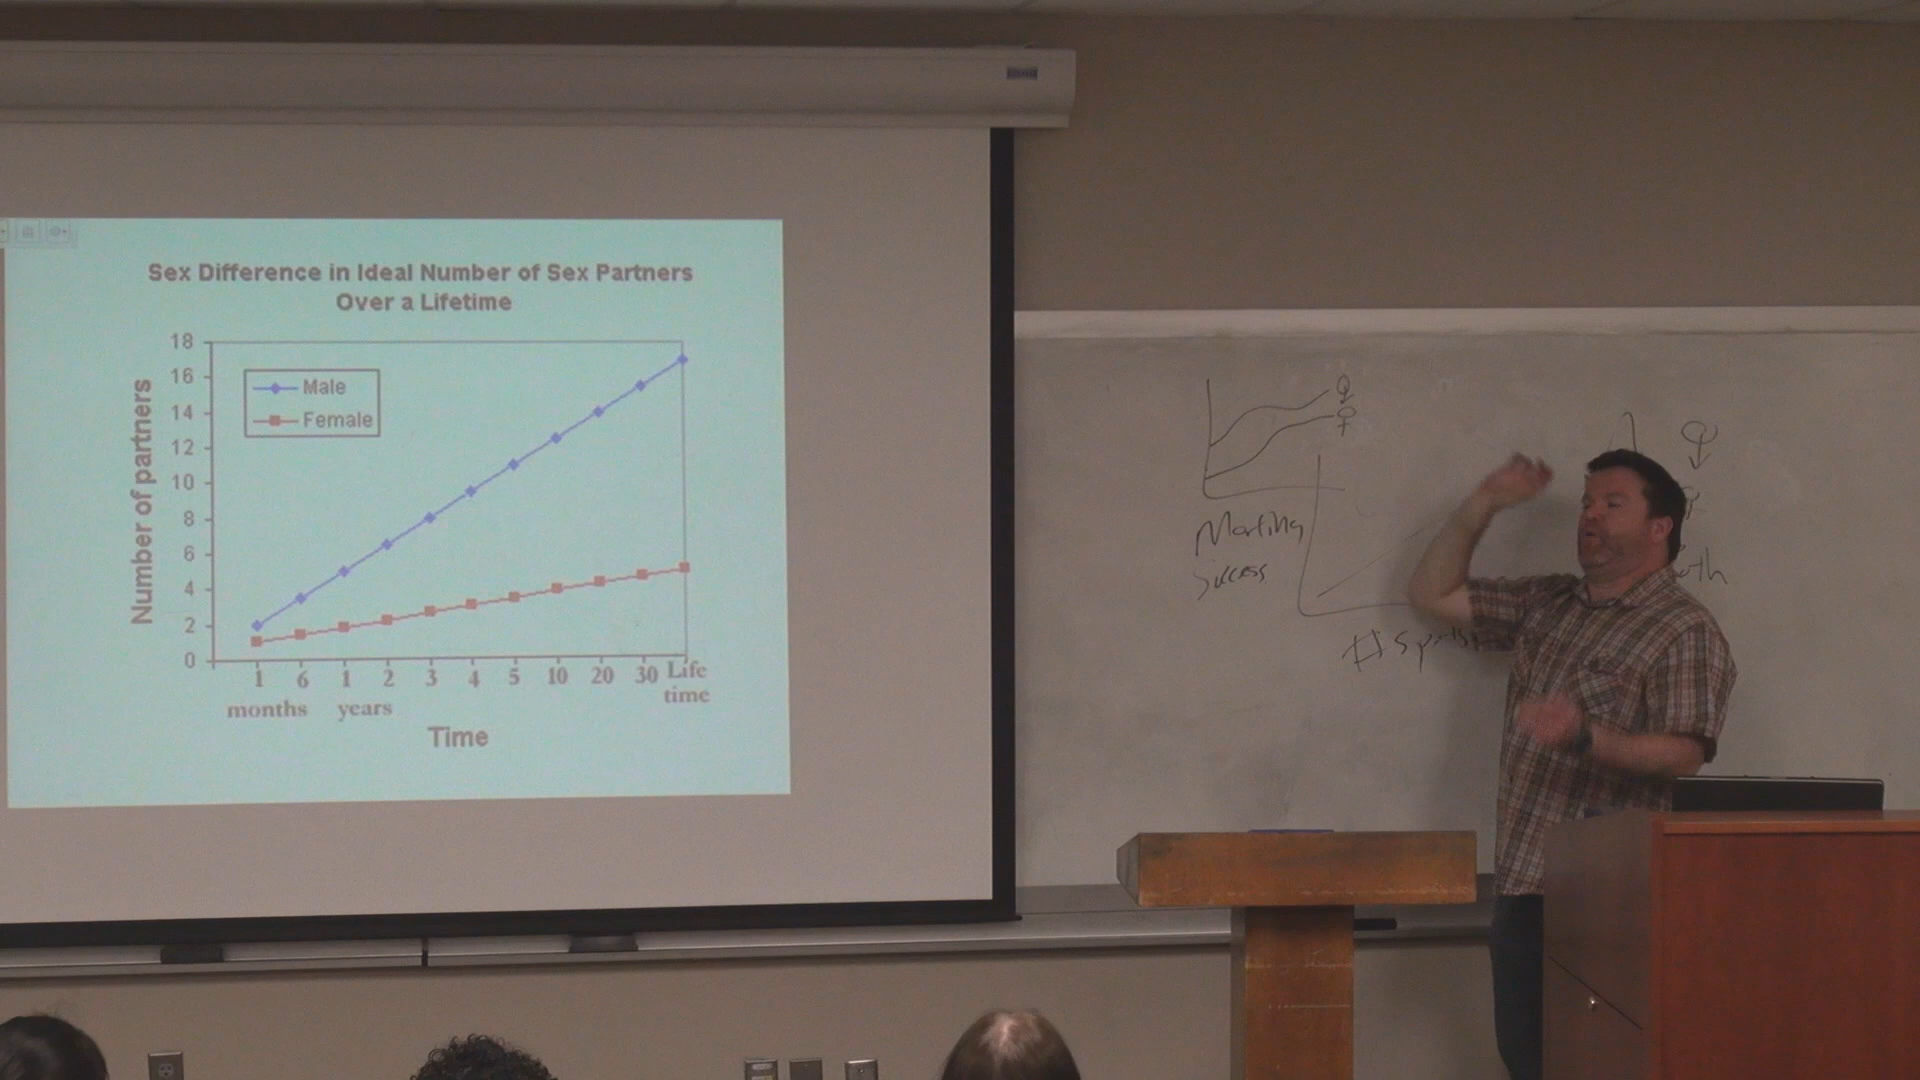 Sex Difference in Ideal Number of Sex Partners
Over a Lifetime
Number of partners
18
16
14
12
10
8
6
4
2
0
Male
Female
1 6 1 2 3 4 5 10 20 30 Life
months years time
Time
success
#